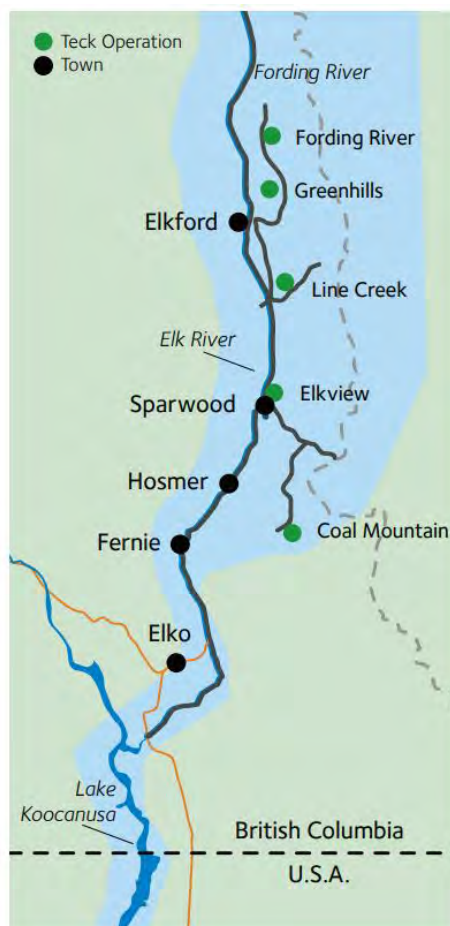 Teck Operation
Town
Fording River
Fording River
Greenhills
Elkford
Line Creek
Elk River
Elkview
Sparwood
Hosmer
Coal Mountain
Fernie
Elko
Lake
Koocanusa
British Columbia
U.S.A.